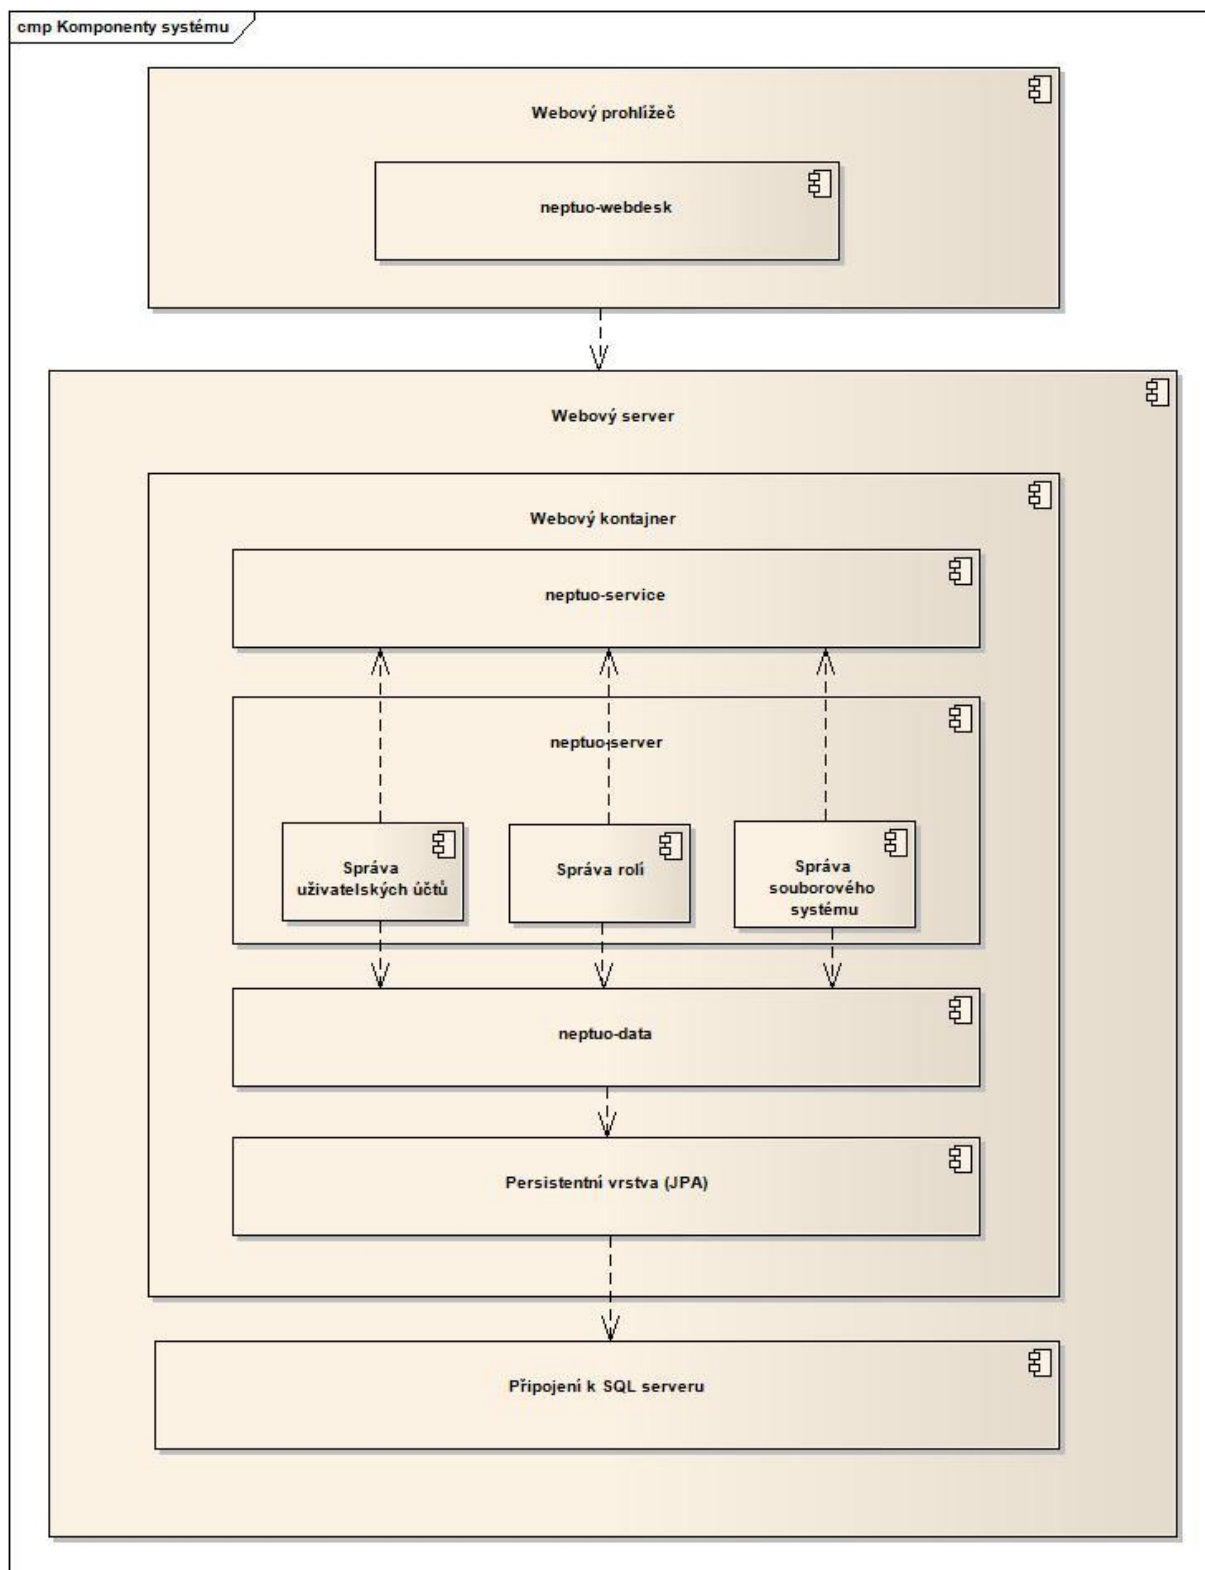 cmp Komponenty systému
Webový prohlížeč
neptuo-webdesk
Webový server
Webový kontajner
neptuo-service
neptuo-server
Správa
uživatelských účtů
Správa rolí
Správa
souborového
systému
neptuo-data
Persistentní vrstva (JPA)
Připojení k SQL serveru